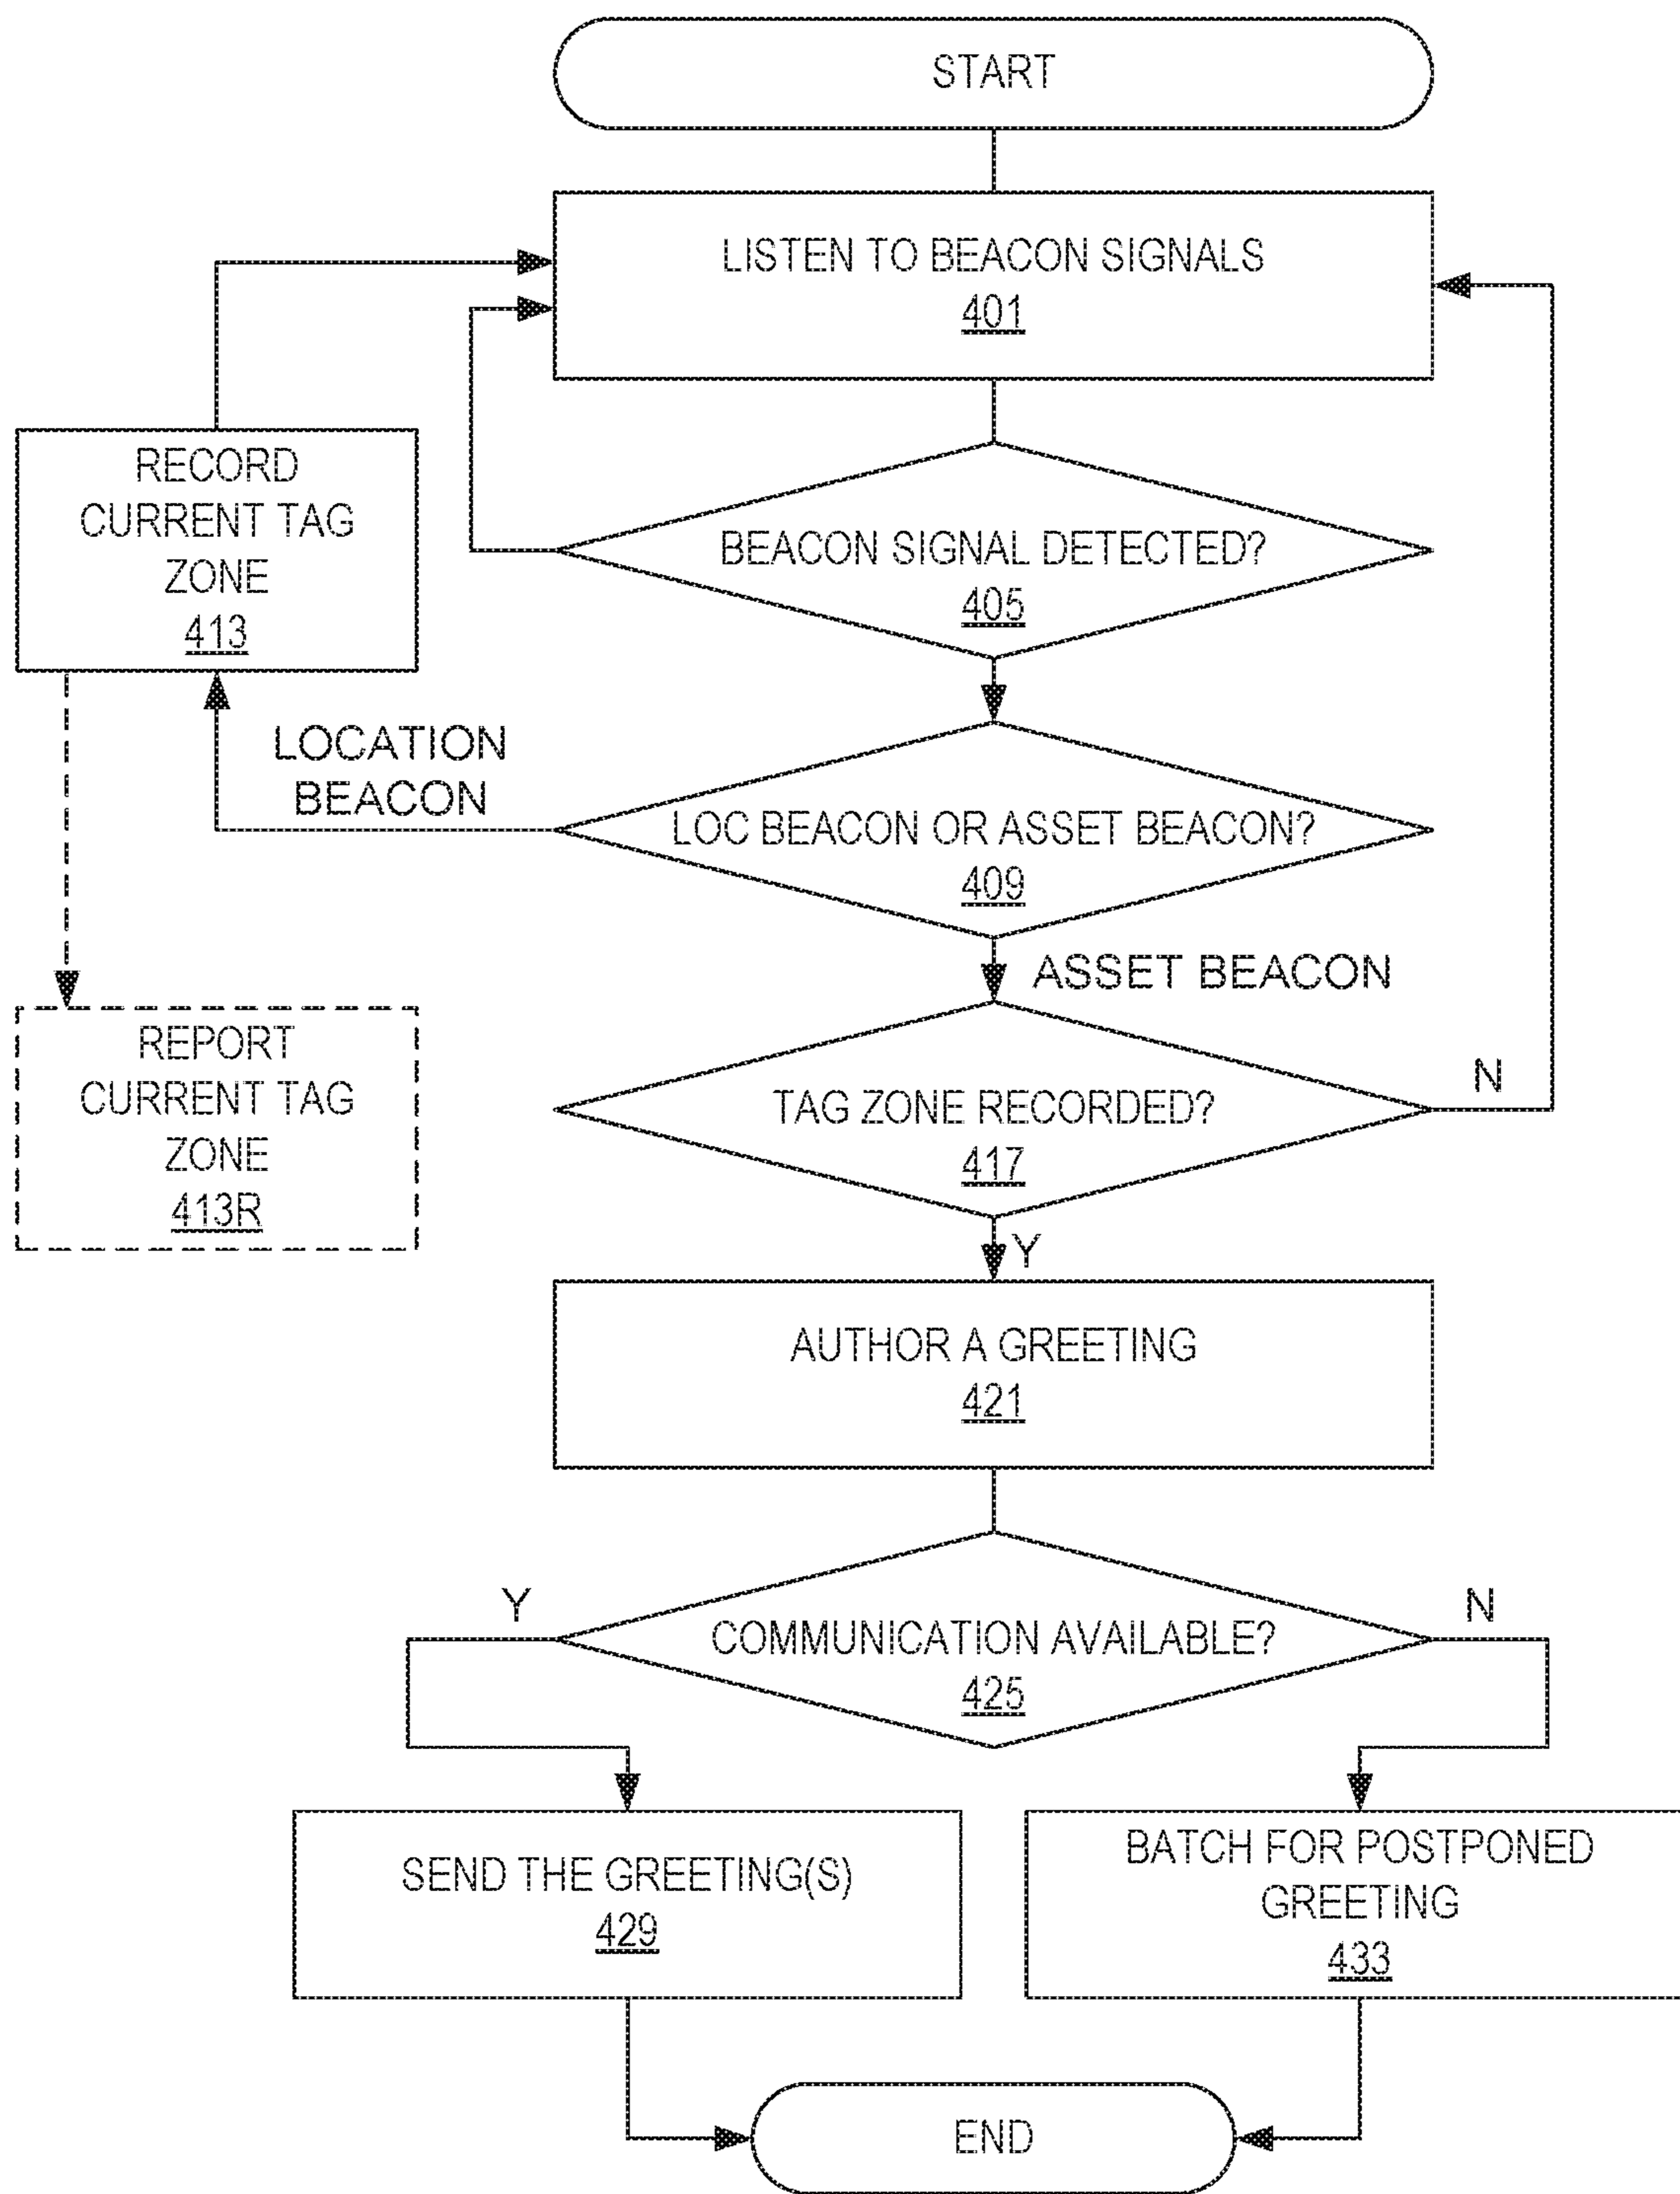 START
LISTEN TO BEACON SIGNALS
401
RECORD
CURRENT TAG
ZONE
413
BEACON SIGNAL DETECTED?
405
LOCATION
BEACON
LOC BEACON OR ASSET BEACON?
409
ASSET BEACON
REPORT
CURRENT TAG
ZONE
413R
TAG ZONE RECORDED?
417
N
Y
AUTHOR A GREETING
421
Y
COMMUNICATION AVAILABLE?
425
N
SEND THE GREETING(S)
429
BATCH FOR POSTPONED
GREETING
433
END